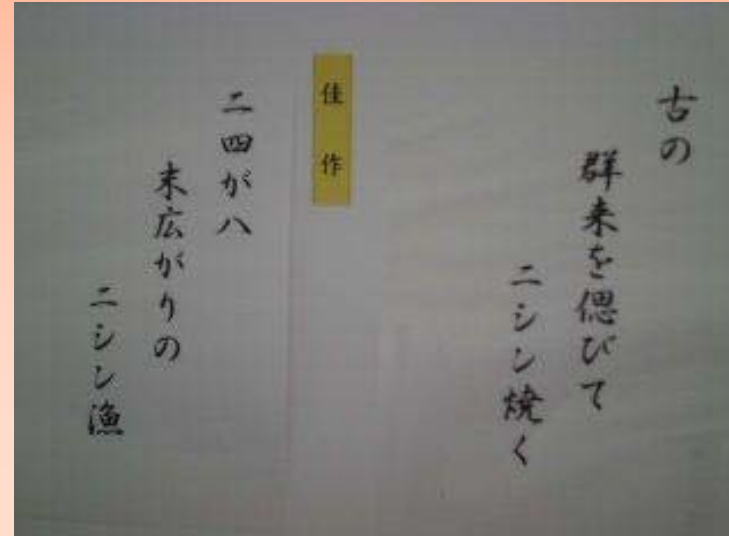 古の
群来を偲びて
ニシン焼く
佳作
二四が八
末広がりの
ニシン漁